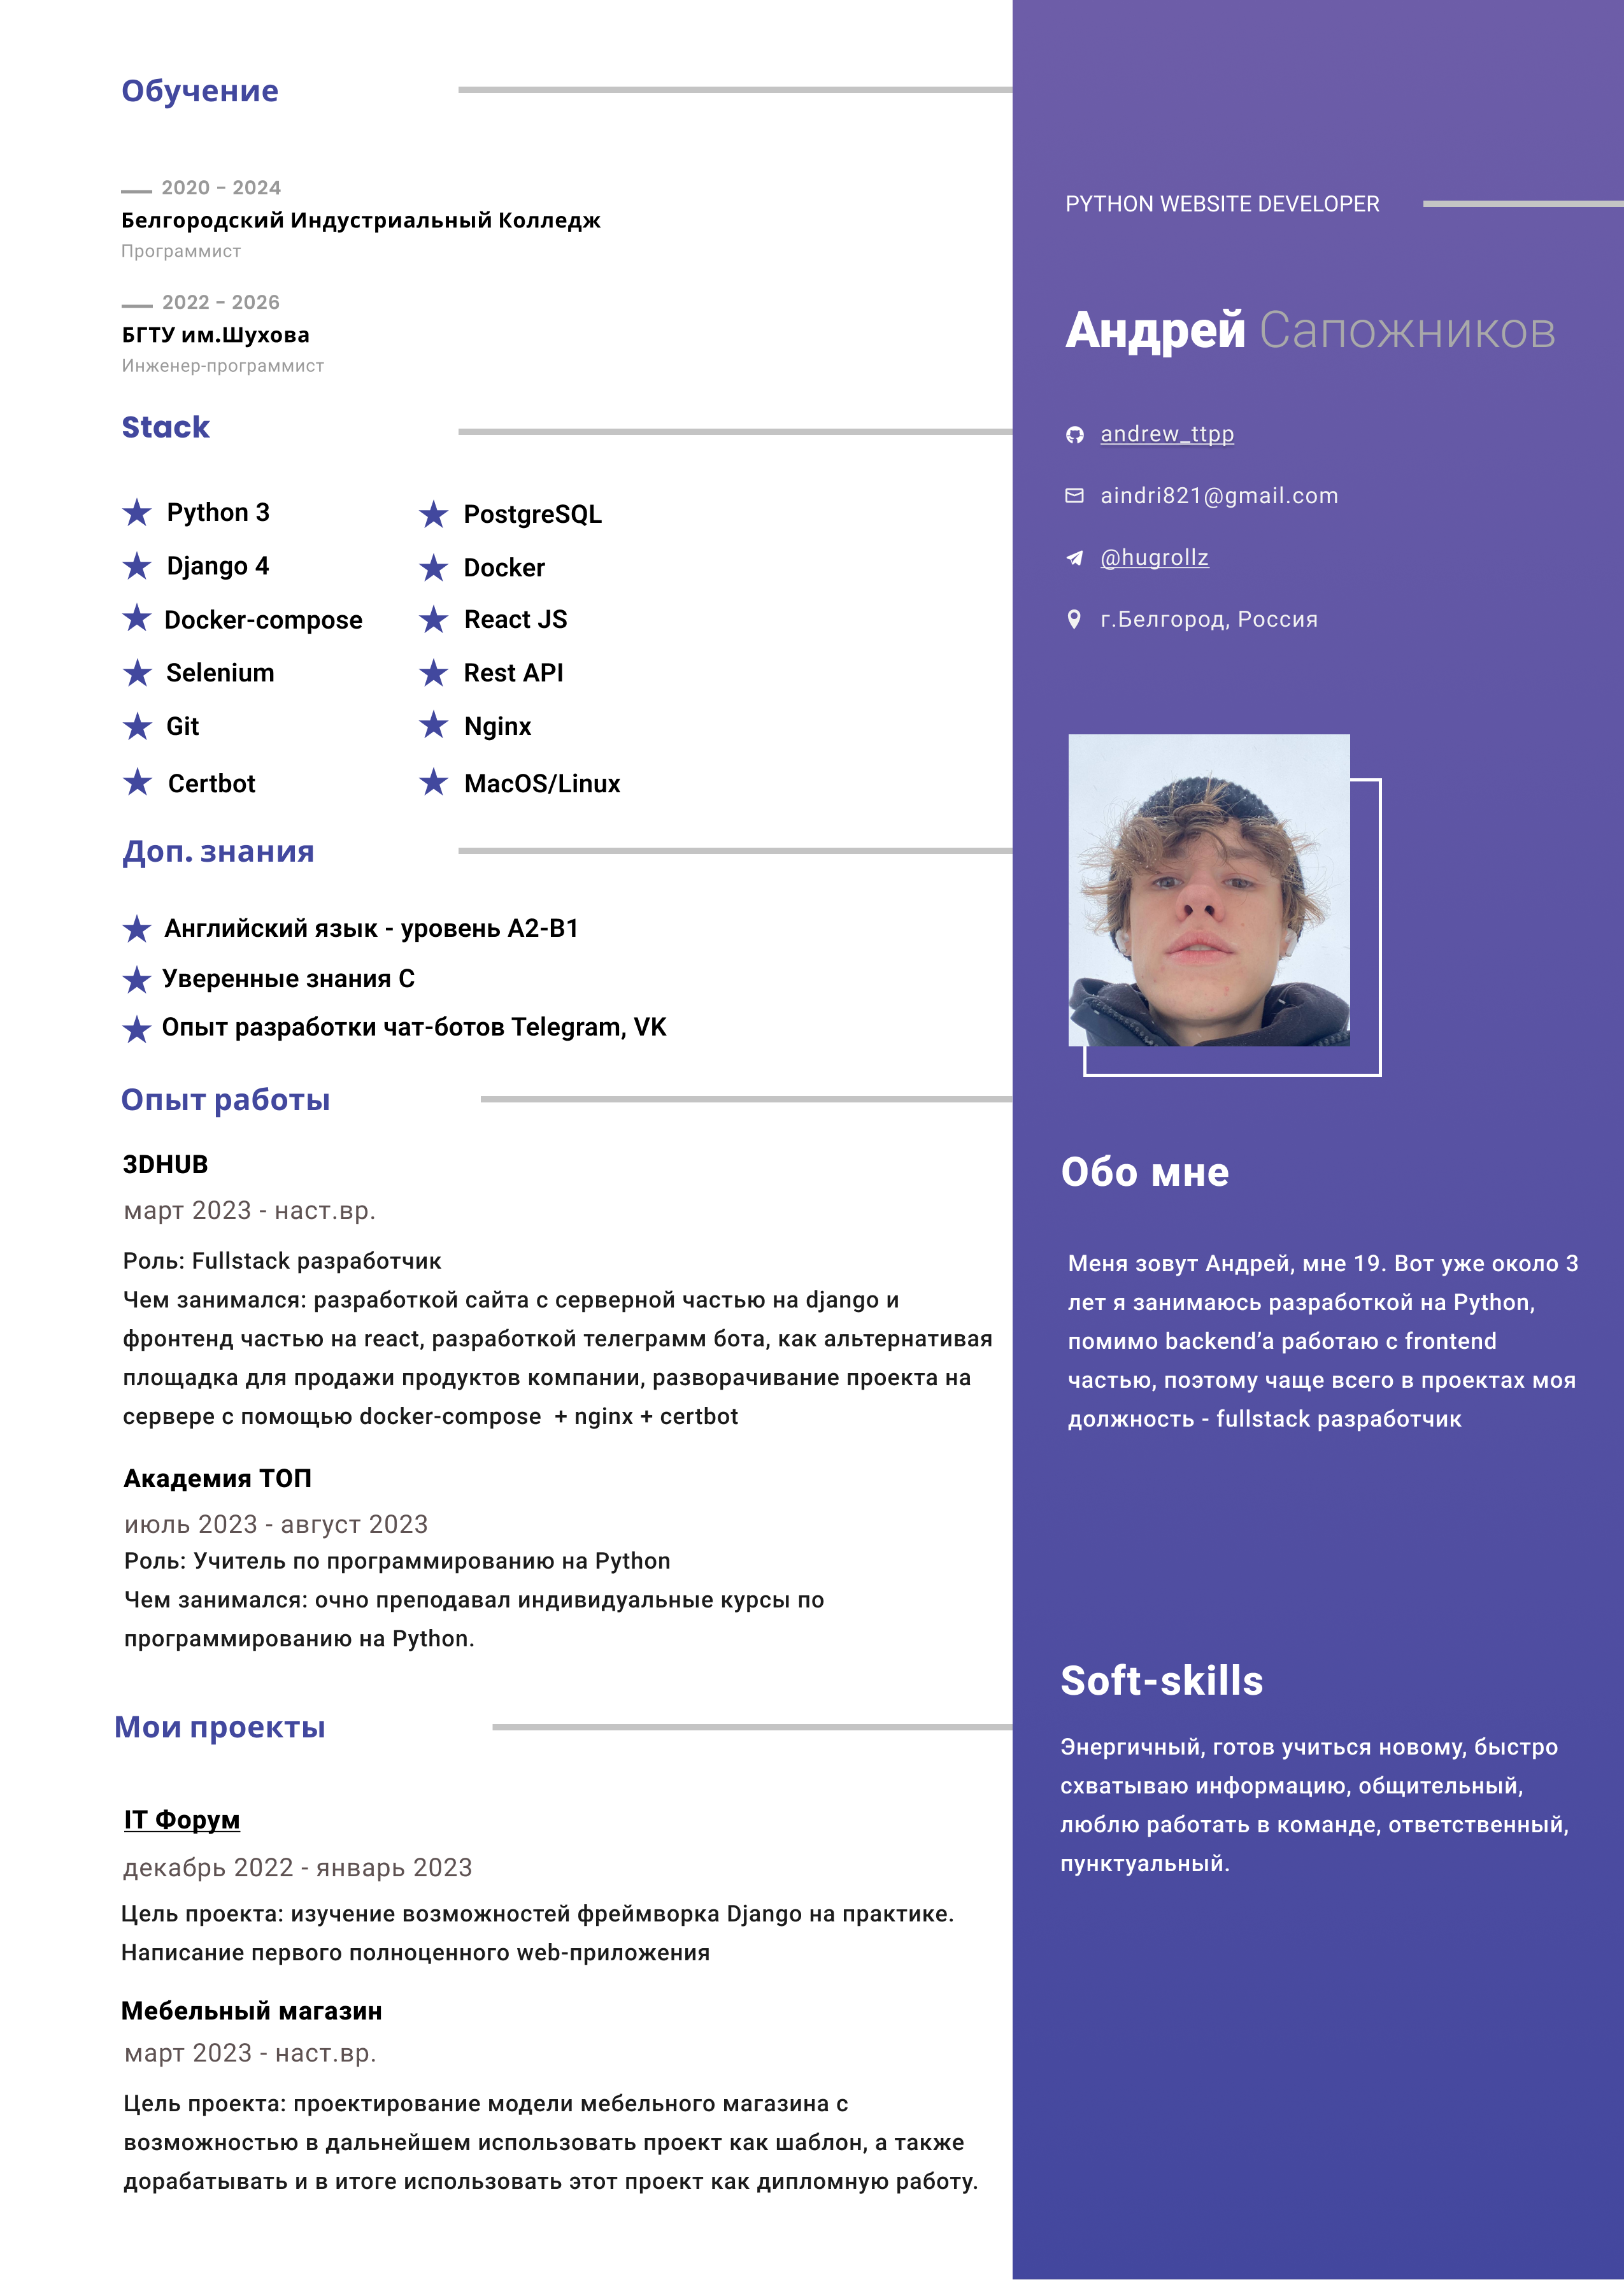 Обучение
2020 - 2024
Белгородский Индустриальный Колледж
Программист
2022 - 2026
БГТУ им.Шухова
Инженер-программист
Stack
Python 3
Django 4
Docker-compose
Selenium
Git
Certbot
PostgreSQL
Docker
React JS
Rest API
Nginx
MacOS/Linux
Доп. знания
Английский язык - уровень A2-B1
Уверенные знания C
Опыт разработки чат-ботов Telegram, VK
Опыт работы
3DHUB
март 2023 - наст.вр.
Роль: Fullstack разработчик
Чем занимался: разработкой сайта с серверной частью на django и
фронтенд частью на react, разработкой телеграмм бота, как альтернативая
площадка для продажи продуктов компании, разворачивание проекта на
сервере с помощью docker-compose  + nginx + certbot
Академия ТОП
июль 2023 - август 2023
Роль: Учитель по программированию на Python
Чем занимался: очно преподавал индивидуальные курсы по
программированию на Python.
Мои проекты
IT Форум
декабрь 2022 - январь 2023
Цель проекта: изучение возможностей фреймворка Django на практике.
Написание первого полноценного web-приложения
Мебельный магазин
март 2023 - наст.вр.
Цель проекта: проектирование модели мебельного магазина с
возможностью в дальнейшем использовать проект как шаблон, а также
дорабатывать и в итоге использовать этот проект как дипломную работу.
PYTHON WEBSITE DEVELOPER
Андрей Сапожников
andrew_ttpp
aindri821@gmail.com
@hugrollz
г.Белгород, Россия
Обо мне
Меня зовут Андрей, мне 19. Вот уже около 3
лет я занимаюсь разработкой на Python,
помимо backend’а работаю с frontend
частью, поэтому чаще всего в проектах моя
должность - fullstack разработчик
Soft-skills
Энергичный, готов учиться новому, быстро
схватываю информацию, общительный,
люблю работать в команде, ответственный,
пунктуальный.